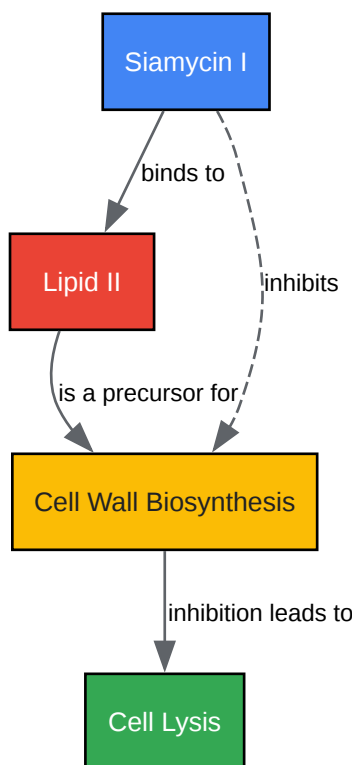 Siamycin I
binds to
Lipid II
inhibits
is a precursor for
Cell Wall Biosynthesis
inhibition leads to
Cell Lysis